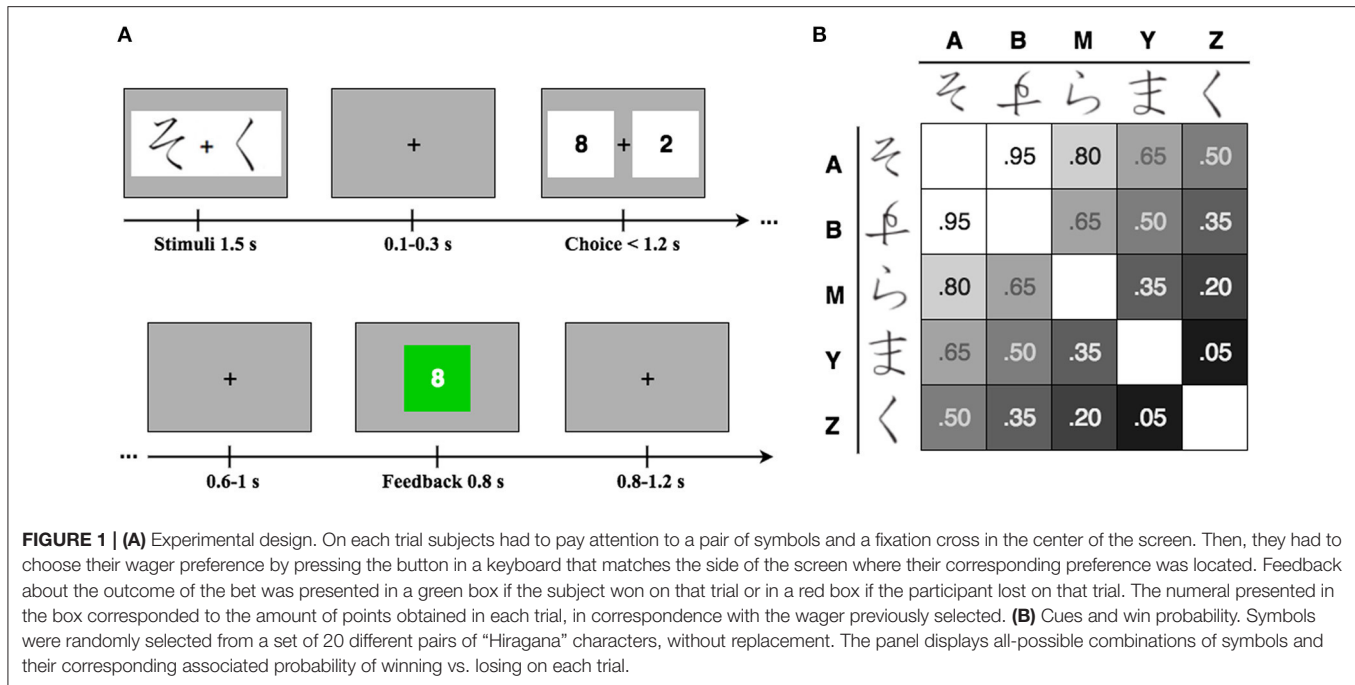 A
そ + く
+
8 + 2
Stimuli 1.5 s
0.1-0.3 s
Choice < 1.2 s
...
+
8
+
...
0.6-1 s
Feedback 0.8 s
0.8-1.2 s
B
A B M Y Z
そ ら ま く
A そ .95 .80 .65 .50
B .95 .65 .50 .35
M ら .80 .65 .35 .20
Y ま .65 .50 .35 .05
Z く .50 .35 .20 .05
FIGURE 1 | (A) Experimental design. On each trial subjects had to pay attention to a pair of symbols and a fixation cross in the center of the screen. Then, they had to
choose their wager preference by pressing the button in a keyboard that matches the side of the screen where their corresponding preference was located. Feedback
about the outcome of the bet was presented in a green box if the subject won on that trial or in a red box if the participant lost on that trial. The numeral presented in
the box corresponded to the amount of points obtained in each trial, in correspondence with the wager previously selected. (B) Cues and win probability. Symbols
were randomly selected from a set of 20 different pairs of “Hiragana” characters, without replacement. The panel displays all-possible combinations of symbols and
their corresponding associated probability of winning vs. losing on each trial.